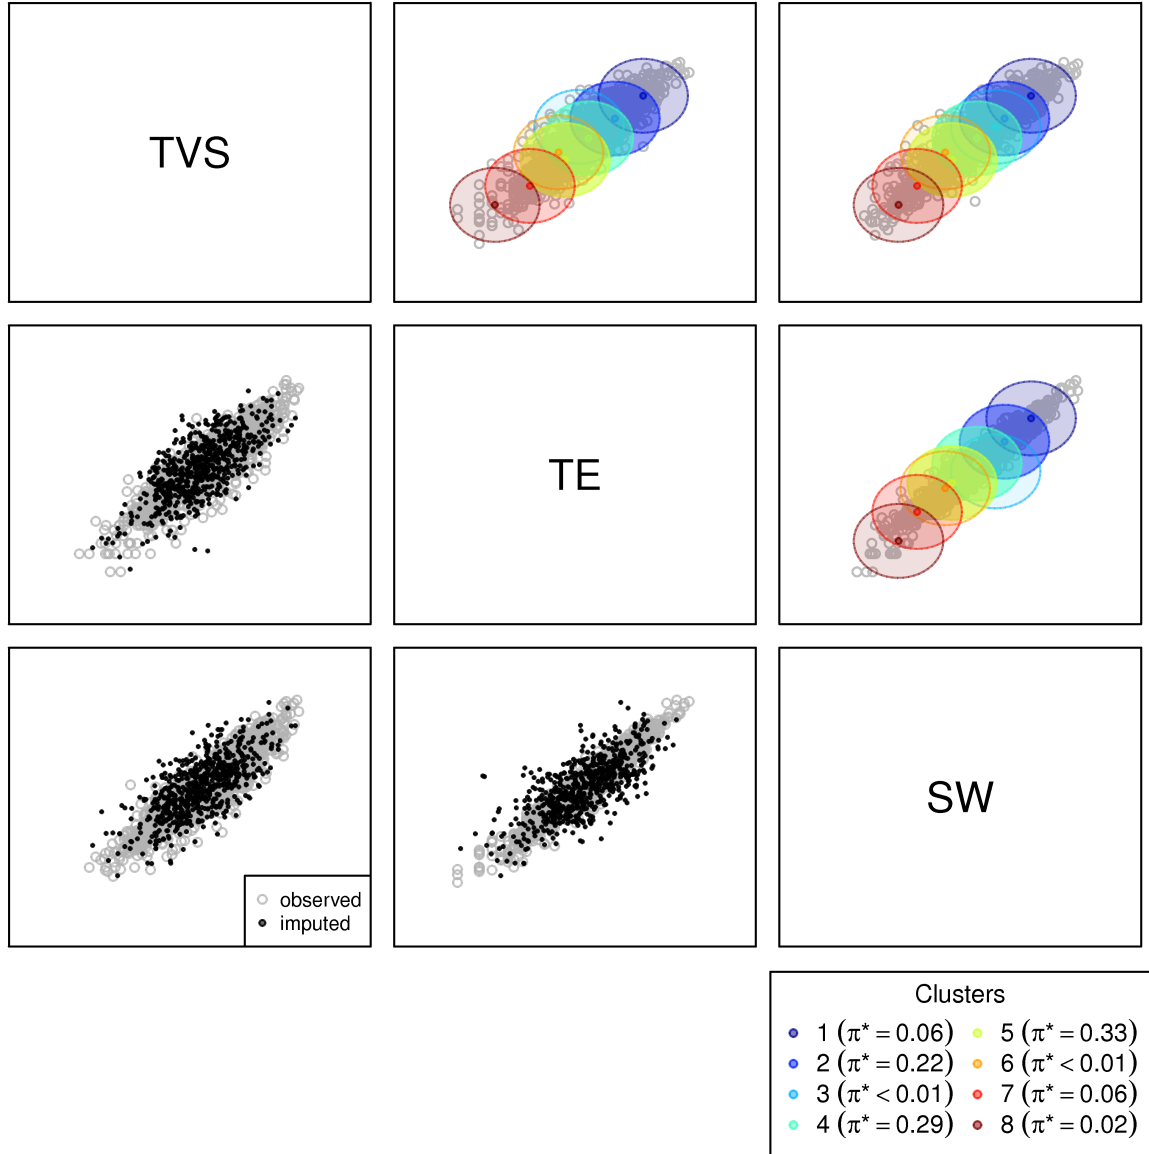 TVS
TE
SW
observed
imputed
Clusters
1 (π* = 0.06) 5 (π* = 0.33)
2 (π* = 0.22) 6 (π* < 0.01)
3 (π* < 0.01) 7 (π* = 0.06)
4 (π* = 0.29) 8 (π* = 0.02)